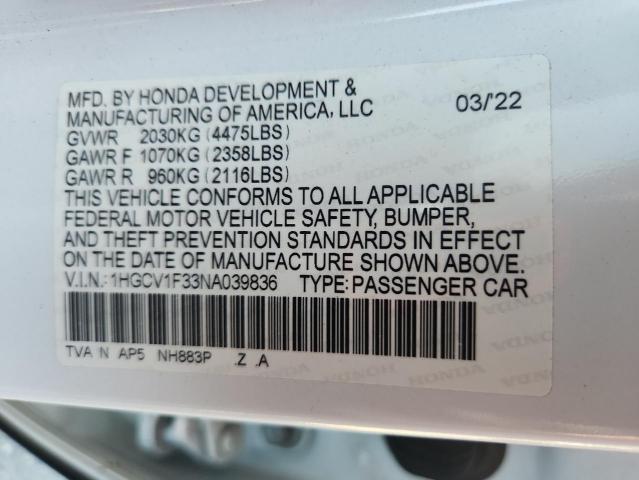 MFD. BY HONDA DEVELOPMENT &
MANUFACTURING OF AMERICA, LLC 03/'22
GVWR 2030KG (4475LBS)
GAWR F 1070KG (2358LBS)
GAWR R 960KG (2116LBS)
THIS VEHICLE CONFORMS TO ALL APPLICABLE
FEDERAL MOTOR VEHICLE SAFETY, BUMPER,
AND THEFT PREVENTION STANDARDS IN EFFECT
ON THE DATE OF MANUFACTURE SHOWN ABOVE.
V.I.N.: 1HGCV1F33NA039836 TYPE: PASSENGER CAR
TVA N AP5 NH883P .Z .A